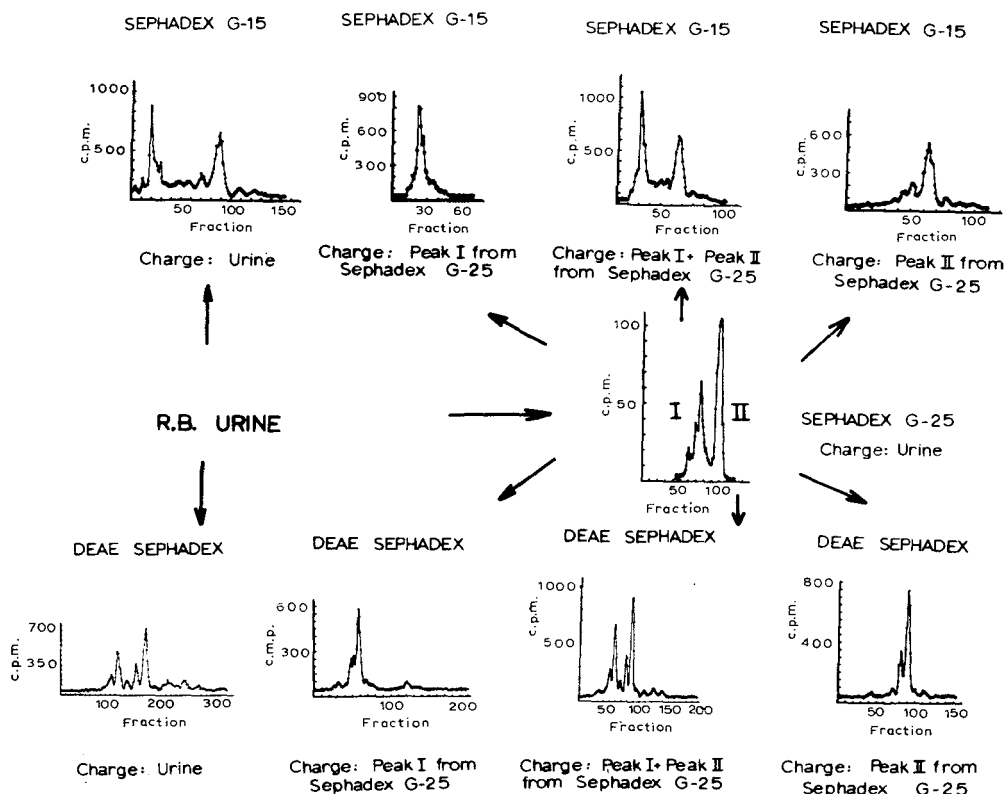 SEPHADEX G-15
SEPHADEX G-15
SEPHADEX G-15
SEPHADEX G-15
c.p.m.
1000
500
50 100 150
Fraction
Charge: Urine
c.p.m.
900
600
300
30 60
Fraction
Charge: Peak I from
Sephadex G-25
c.p.m.
1000
500
50 100
Fraction
Charge: Peak I+ Peak II
from Sephadex G-25
c.p.m.
600
300
50 100
Fraction
Charge: Peak II from
Sephadex G-25
R.B. URINE
c.p.m.
100
50
I
II
50 100
Fraction
SEPHADEX G-25
Charge: Urine
DEAE SEPHADEX
DEAE SEPHADEX
DEAE SEPHADEX
DEAE SEPHADEX
c.p.m.
700
350
100 200 300
Fraction
Charge: Urine
c.m.p.
600
300
100 200
Fraction
Charge: Peak I from
Sephadex G-25
c.p.m.
1000
500
50 100 150 200
Fraction
Charge: Peak I+ Peak II
from Sephadex G-25
c.p.m.
800
400
50 100 150
Fraction
Charge: Peak II from
Sephadex G-25